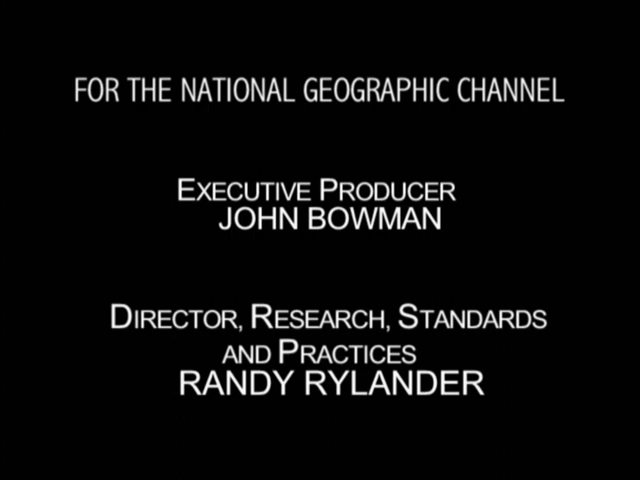 FOR THE NATIONAL GEOGRAPHIC CHANNEL
EXECUTIVE PRODUCER
JOHN BOWMAN
DIRECTOR, RESEARCH, STANDARDS
AND PRACTICES
RANDY RYLANDER